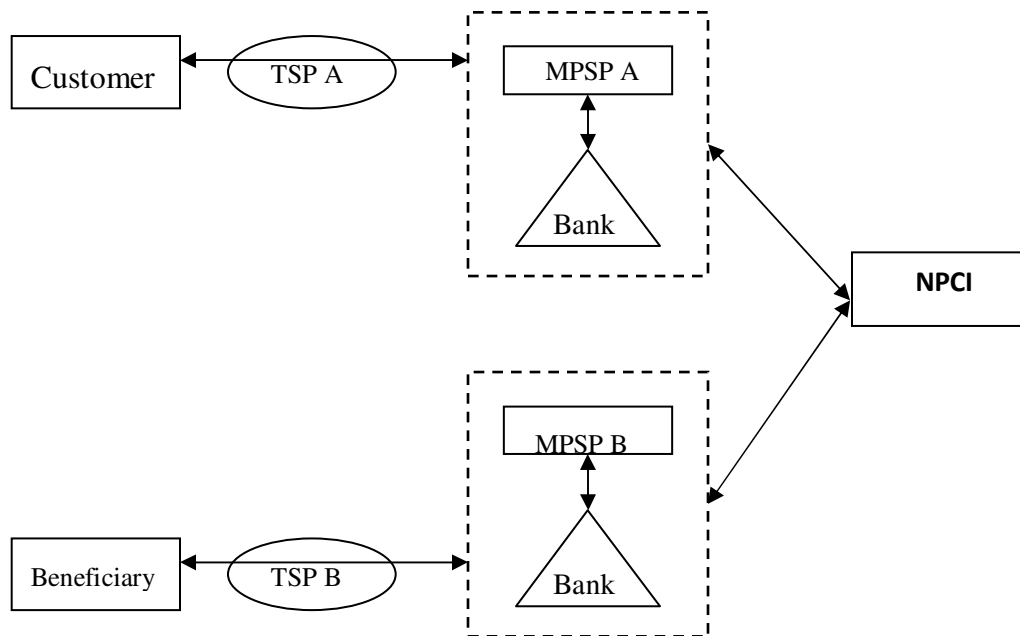 Customer
TSP A
MPSP A
Bank
NPCI
MPSP B
Bank
Beneficiary
TSP B